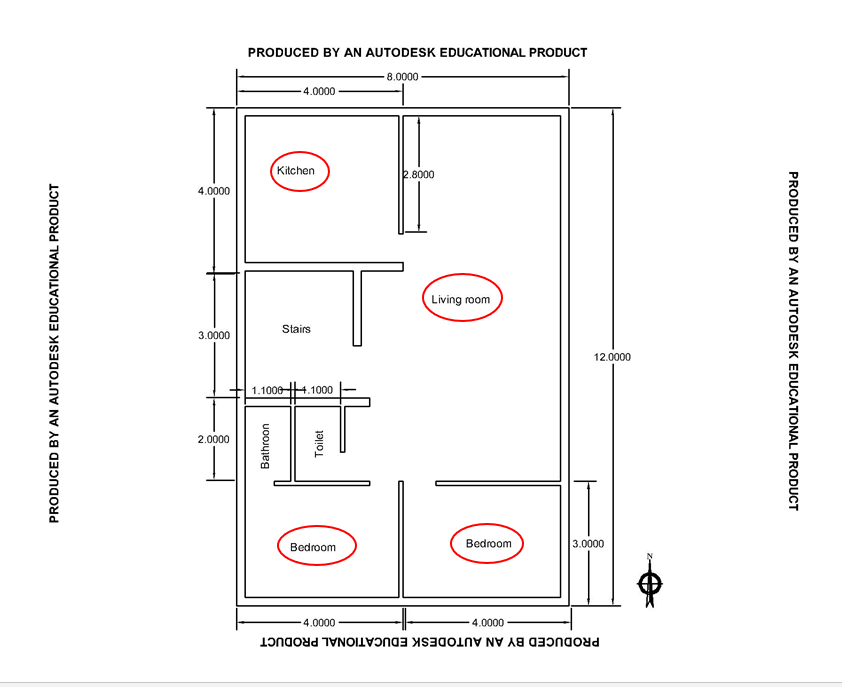 PRODUCED BY AN AUTODESK EDUCATIONAL PRODUCT
8.0000
4.0000
Kitchen
2.8000
4.0000
PRODUCED BY AN AUTODESK EDUCATIONAL PRODUCT
PRODUCED BY AN AUTODESK EDUCATIONAL PRODUCT
Living room
Stairs
3.0000
12.0000
1.1000
1.1000
2.0000
Bathroon
Toilet
Bedroom
Bedroom
3.0000
N
4.0000
4.0000
PRODUCED BY AN AUTODESK EDUCATIONAL PRODUCT